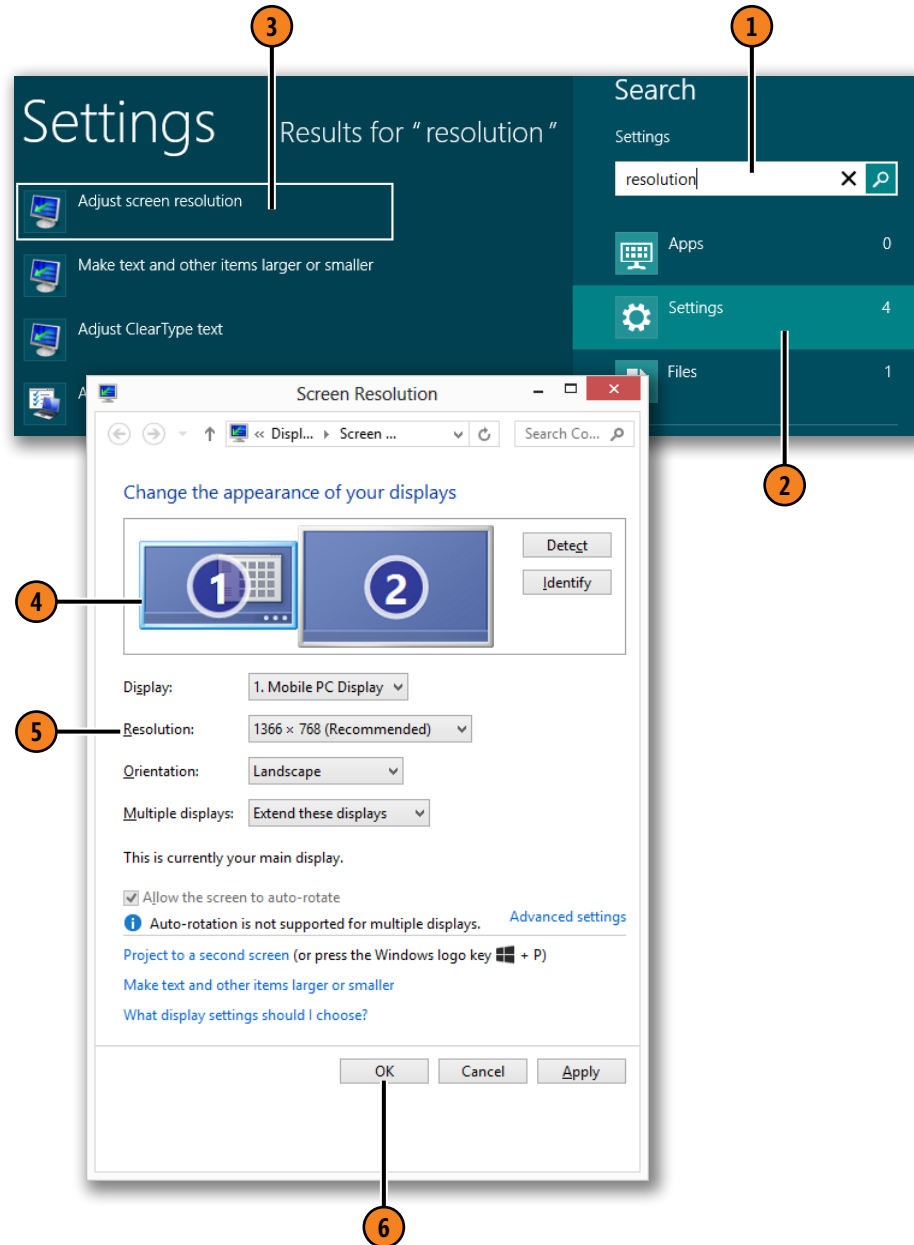 3
1
Settings
Results for "resolution"
Search
Settings
resolution
Adjust screen resolution
Make text and other items larger or smaller
Adjust ClearType text
A
Apps 0
Settings 4
Files 1
2
Screen Resolution
« Displ... Screen ...
Search Co...
Change the appearance of your displays
1
2
Detect
Identify
4
Display: 1. Mobile PC Display
5
Resolution: 1366 × 768 (Recommended)
Orientation: Landscape
Multiple displays: Extend these displays
This is currently your main display.
Allow the screen to auto-rotate
Auto-rotation is not supported for multiple displays.
Advanced settings
Project to a second screen (or press the Windows logo key + P)
Make text and other items larger or smaller
What display settings should I choose?
OK Cancel Apply
6